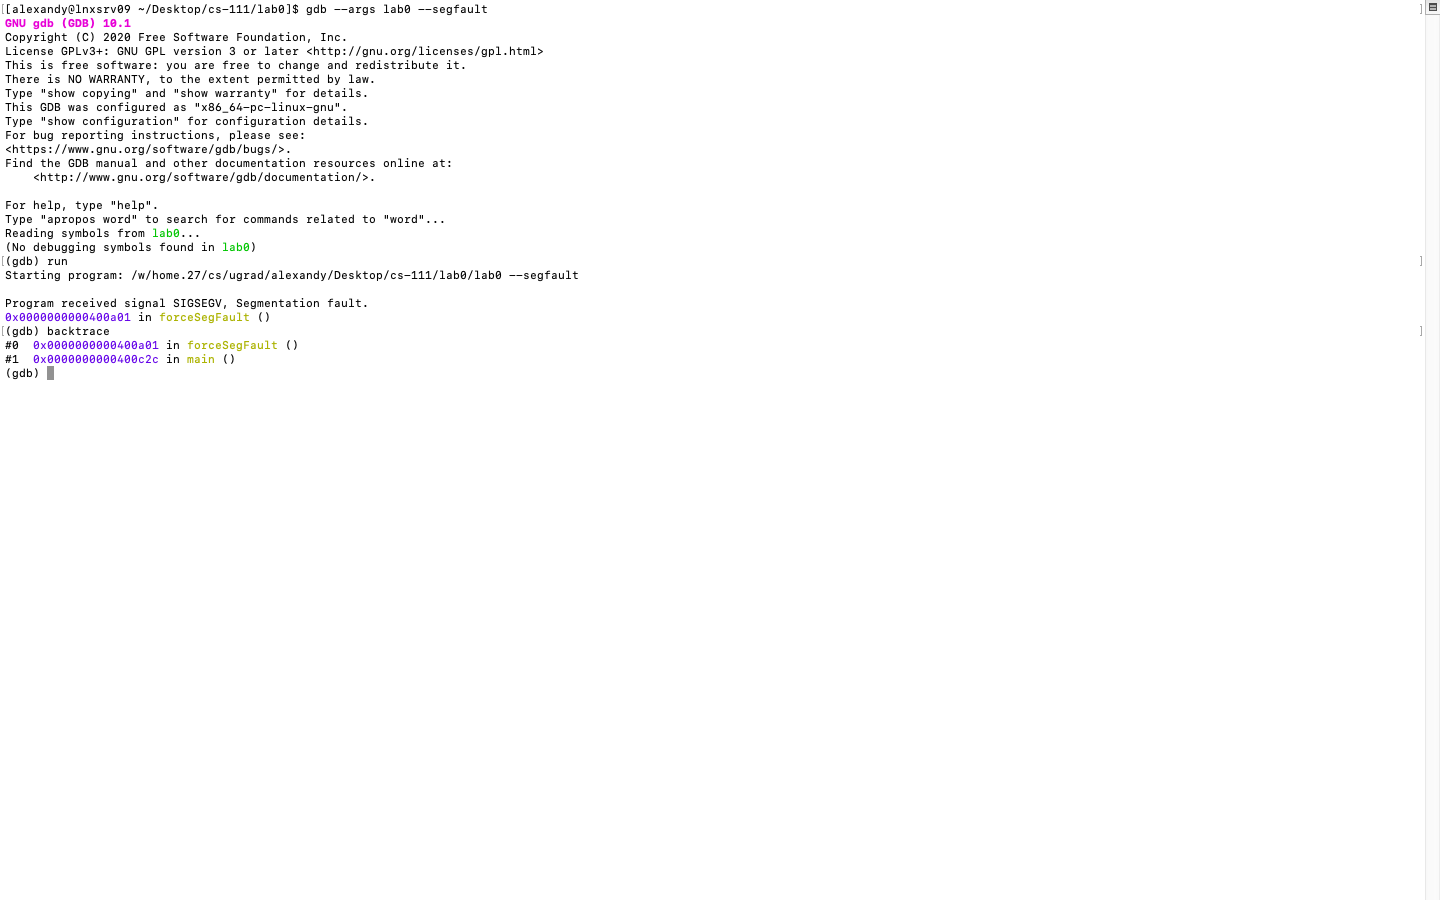 [[alexandy@lnxsrv09 ~/Desktop/cs-111/lab0]$ gdb --args lab0 --segfault ]
GNU gdb (GDB) 10.1
Copyright (C) 2020 Free Software Foundation, Inc.
License GPLv3+: GNU GPL version 3 or later <http://gnu.org/licenses/gpl.html>
This is free software: you are free to change and redistribute it.
There is NO WARRANTY, to the extent permitted by law.
Type "show copying" and "show warranty" for details.
This GDB was configured as "x86_64-pc-linux-gnu".
Type "show configuration" for configuration details.
For bug reporting instructions, please see:
<https://www.gnu.org/software/gdb/bugs/>.
Find the GDB manual and other documentation resources online at:
    <http://www.gnu.org/software/gdb/documentation/>.

For help, type "help".
Type "apropos word" to search for commands related to "word"...
Reading symbols from lab0...
(No debugging symbols found in lab0)
[(gdb) run ]
Starting program: /w/home.27/cs/ugrad/alexandy/Desktop/cs-111/lab0/lab0 --segfault

Program received signal SIGSEGV, Segmentation fault.
0x0000000000400a01 in forceSegFault ()
[(gdb) backtrace ]
#0  0x0000000000400a01 in forceSegFault ()
#1  0x0000000000400c2c in main ()
(gdb)